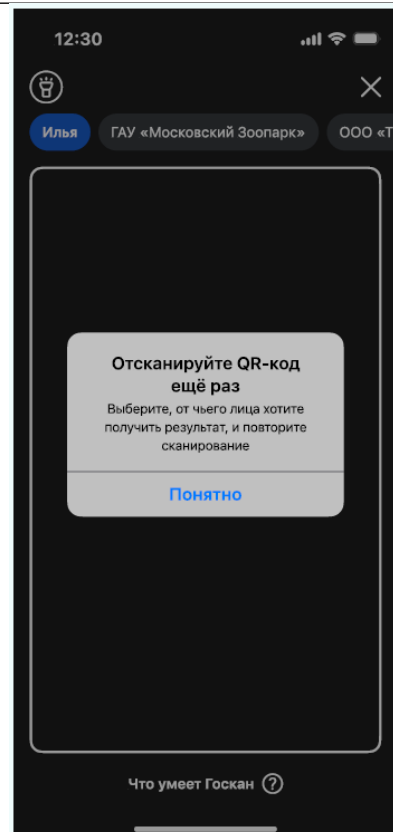 12:30
Илья ГАУ «Московский Зоопарк» ООО «Т
Отсканируйте QR-код
ещё раз
Выберите, от чьего лица хотите
получить результат, и повторите
сканирование
Понятно
Что умеет Госкан ?